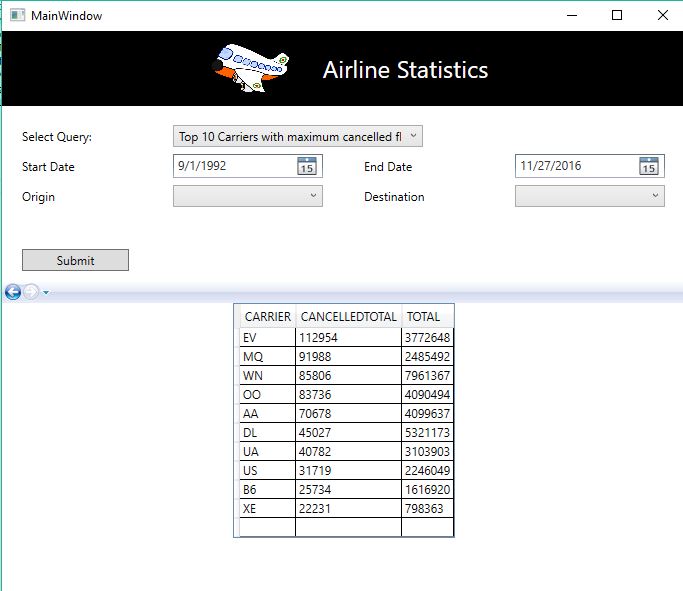 MainWindow
Airline Statistics
Select Query: Top 10 Carriers with maximum cancelled fl
Start Date 9/1/1992 15 End Date 11/27/2016 15
Origin Destination
Submit
CARRIER CANCELLEDTOTAL TOTAL
EV 112954 3772648
MQ 91988 2485492
WN 85806 7961367
OO 83736 4090494
AA 70678 4099637
DL 45027 5321173
UA 40782 3103903
US 31719 2246049
B6 25734 1616920
XE 22231 798363